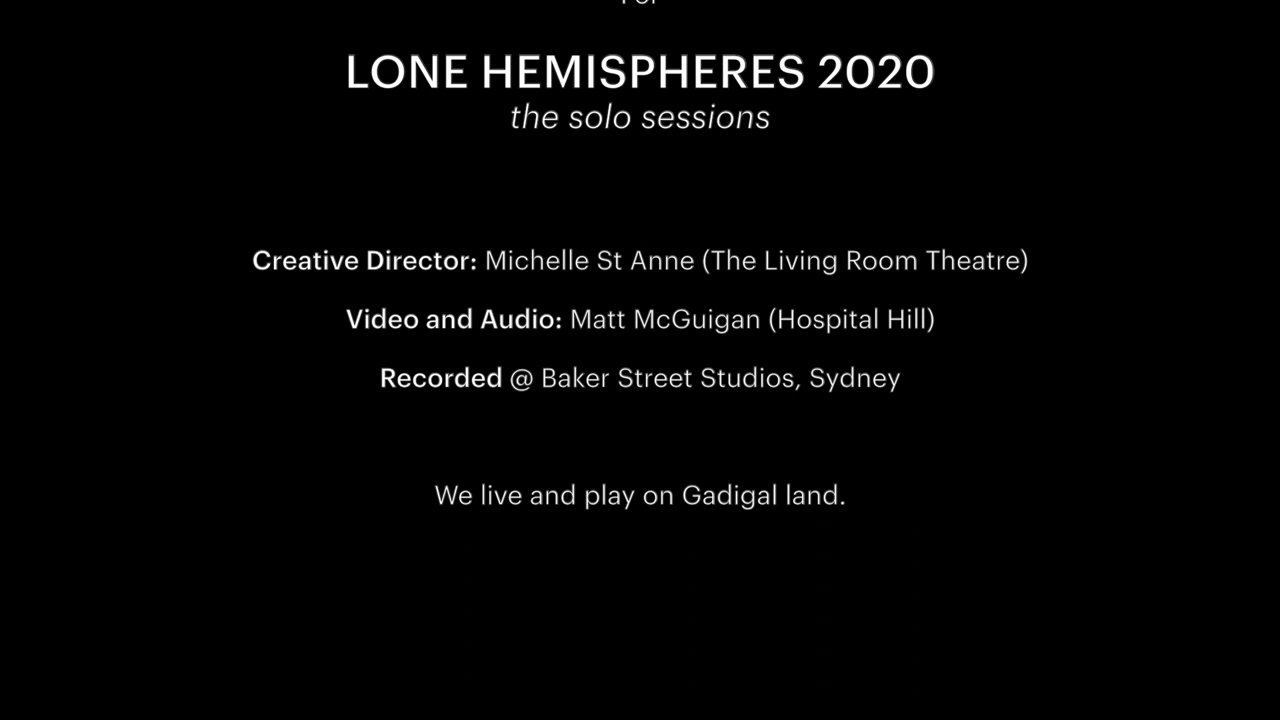 LONE HEMISPHERES 2020
the solo sessions
Creative Director: Michelle St Anne (The Living Room Theatre)
Video and Audio: Matt McGuigan (Hospital Hill)
Recorded @ Baker Street Studios, Sydney
We live and play on Gadigal land.